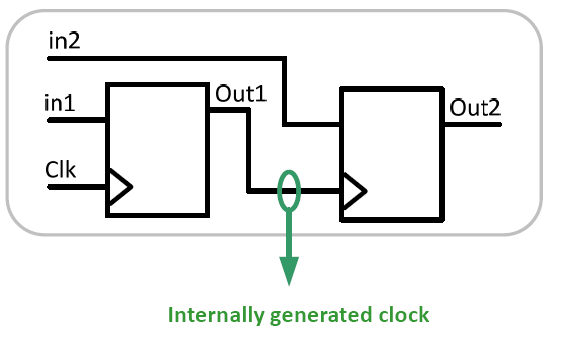 in2
in1
Out1
Out2
Clk
Internally generated clock